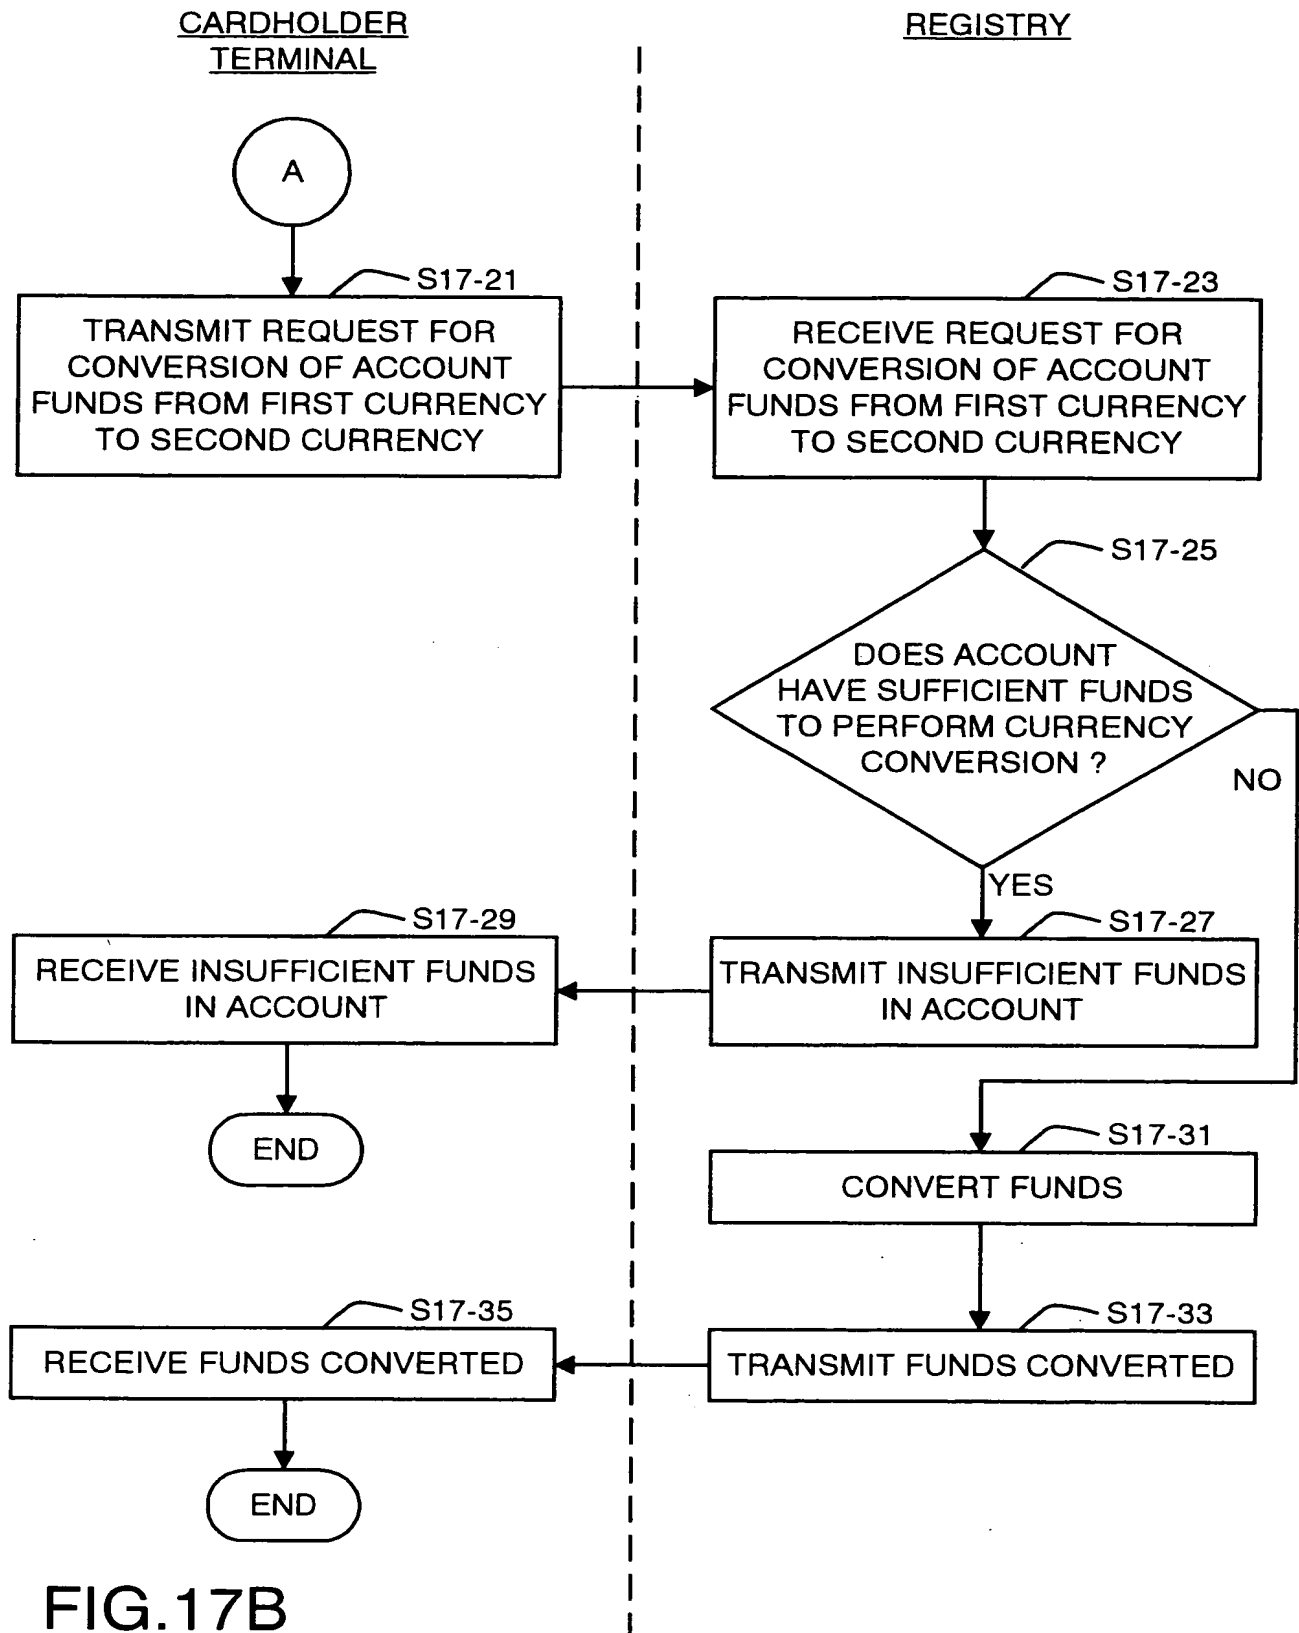 CARDHOLDER
TERMINAL
REGISTRY
A
S17-21
TRANSMIT REQUEST FOR
CONVERSION OF ACCOUNT
FUNDS FROM FIRST CURRENCY
TO SECOND CURRENCY
S17-23
RECEIVE REQUEST FOR
CONVERSION OF ACCOUNT
FUNDS FROM FIRST CURRENCY
TO SECOND CURRENCY
S17-25
DOES ACCOUNT
HAVE SUFFICIENT FUNDS
TO PERFORM CURRENCY
CONVERSION ?
NO
YES
S17-27
TRANSMIT INSUFFICIENT FUNDS
IN ACCOUNT
S17-29
RECEIVE INSUFFICIENT FUNDS
IN ACCOUNT
END
S17-31
CONVERT FUNDS
S17-33
TRANSMIT FUNDS CONVERTED
S17-35
RECEIVE FUNDS CONVERTED
END
FIG.17B